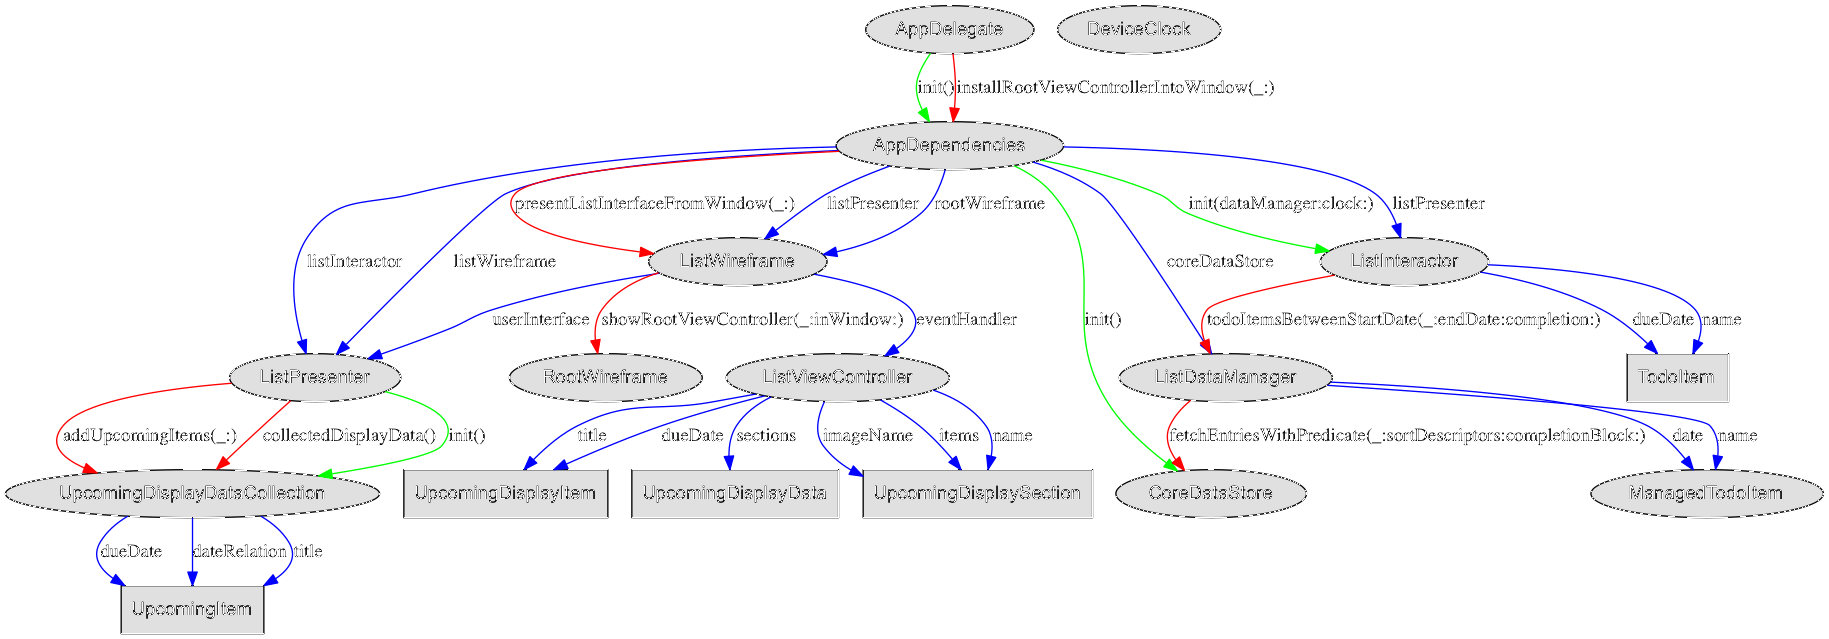 AppDelegate
DeviceClock
init()
installRootViewControllerIntoWindow(_:)
AppDependencies
presentListInterfaceFromWindow(_:)
listPresenter
rootWireframe
init(dataManager:clock:)
listPresenter
listInteractor
listWireframe
ListWireframe
coreDataStore
ListInteractor
userInterface
showRootViewController(_:inWindow:)
eventHandler
init()
todoItemsBetweenStartDate(_:endDate:completion:)
dueDate
name
ListPresenter
RootWireframe
ListViewController
ListDataManager
TodoItem
addUpcomingItems(_:)
collectedDisplayData()
init()
title
dueDate
sections
imageName
items
name
fetchEntriesWithPredicate(_:sortDescriptors:completionBlock:)
date
name
UpcomingDisplayDataCollection
UpcomingDisplayItem
UpcomingDisplayData
UpcomingDisplaySection
CoreDataStore
ManagedTodoItem
dueDate
dateRelation
title
UpcomingItem